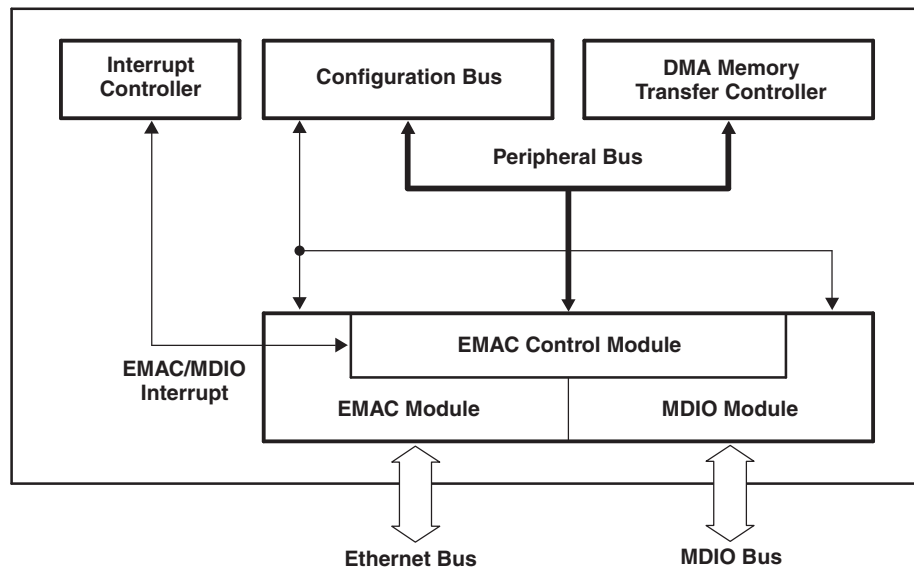 Interrupt
Controller
Configuration Bus
DMA Memory
Transfer Controller
Peripheral Bus
EMAC Control Module
EMAC/MDIO
Interrupt
EMAC Module
MDIO Module
Ethernet Bus
MDIO Bus